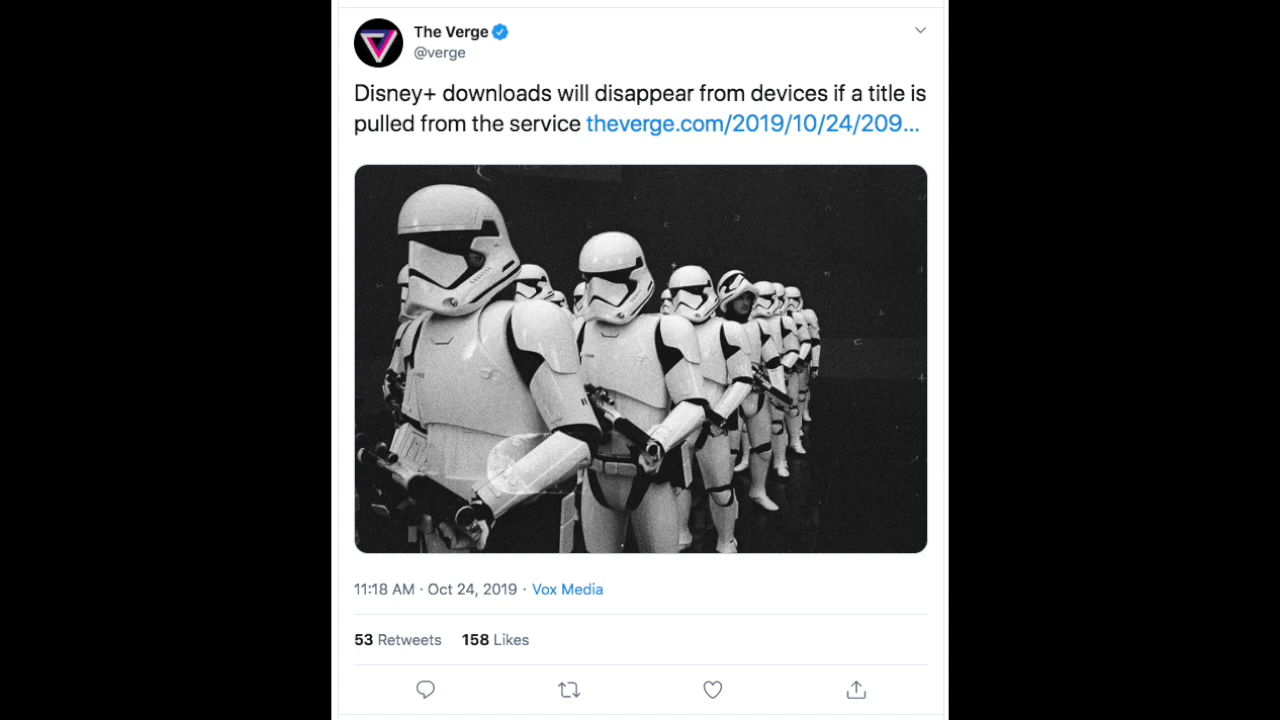 The Verge
@verge
Disney+ downloads will disappear from devices if a title is
pulled from the service theverge.com/2019/10/24/209...
11:18 AM · Oct 24, 2019 · Vox Media
53 Retweets 158 Likes